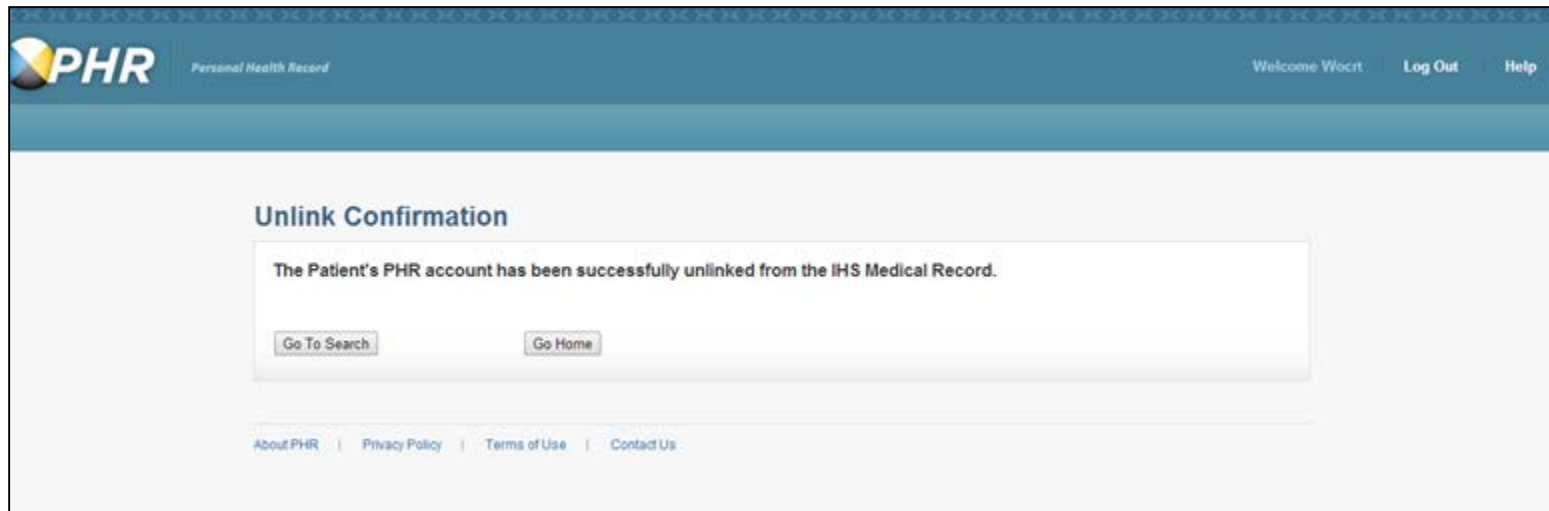 PHR Personal Health Record Welcome Wocrt Log Out Help
Unlink Confirmation
The Patient's PHR account has been successfully unlinked from the IHS Medical Record.
Go To Search Go Home
About PHR | Privacy Policy | Terms of Use | Contact Us